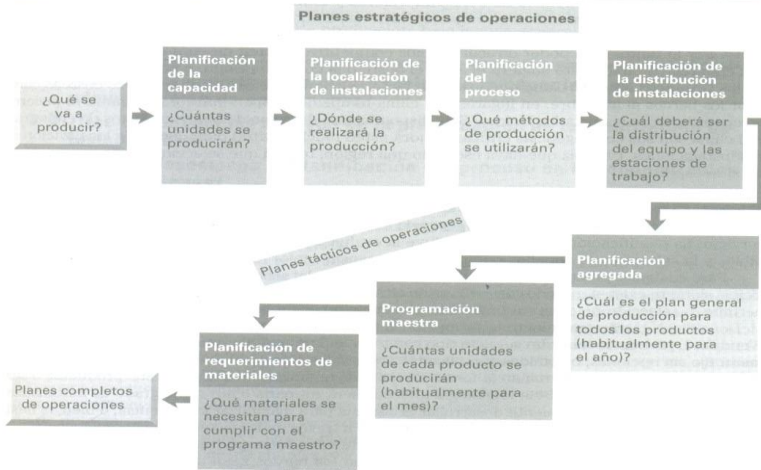 Planes estratégicos de operaciones
¿Qué se
va a
producir?
Planificación
de la
capacidad
¿Cuántas
unidades se
producirán?
Planificación de
la localización
de instalaciones
¿Dónde se
realizará la
producción?
Planificación
del
proceso
¿Qué métodos
de producción
se utilizarán?
Planificación de
la distribución
de instalaciones
¿Cuál deberá ser
la distribución
del equipo y las
estaciones de
trabajo?
Planes tácticos de operaciones
Planificación
agregada
¿Cuál es el plan general
de producción para
todos los productos
(habitualmente para
el año)?
Programación
maestra
¿Cuántas unidades
de cada producto se
producirán
(habitualmente para
el mes)?
Planificación de
requerimientos de
materiales
¿Qué materiales se
necesitan para
cumplir con el
programa maestro?
Planes completos
de operaciones